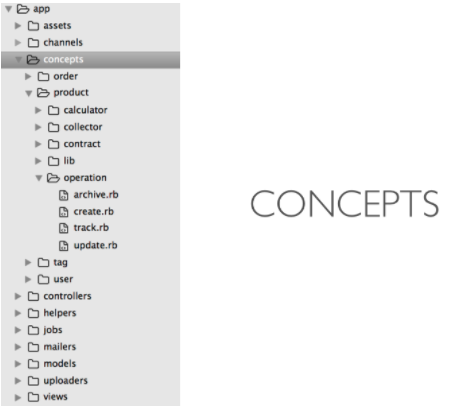 app
assets
channels
concepts
order
product
calculator
collector
contract
lib
operation
archive.rb
create.rb
track.rb
update.rb
tag
user
controllers
helpers
jobs
mailers
models
uploaders
views
CONCEPTS